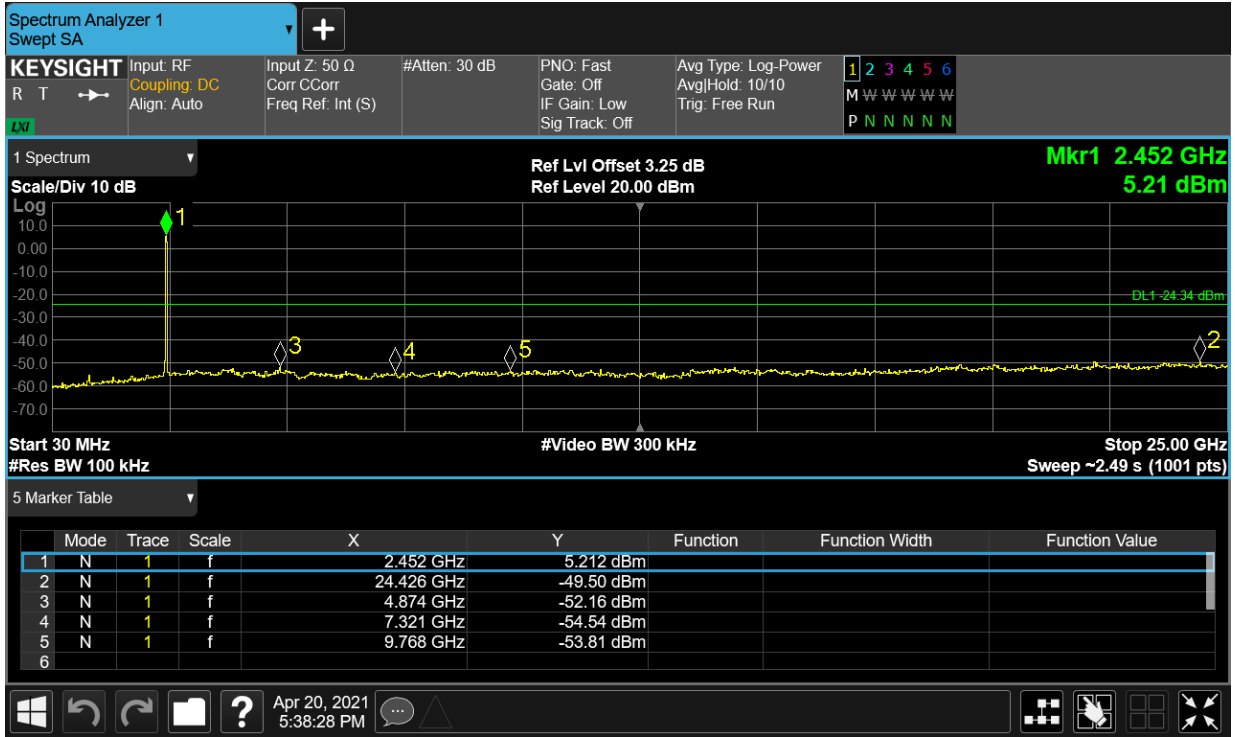 Spectrum Analyzer 1
Swept SA
+
KEYSIGHT
R T
LXI
Input: RF
Coupling: DC
Align: Auto
Input Z: 50 Ω
Corr CCorr
Freq Ref: Int (S)
#Atten: 30 dB
PNO: Fast
Gate: Off
IF Gain: Low
Sig Track: Off
Avg Type: Log-Power
Avg|Hold: 10/10
Trig: Free Run
1 2 3 4 5 6
M W W W W W
P N N N N N
1 Spectrum
Scale/Div 10 dB
Ref Lvl Offset 3.25 dB
Ref Level 20.00 dBm
Mkr1 2.452 GHz
5.21 dBm
Log
10.0
0.00
-10.0
-20.0
-30.0
-40.0
-50.0
-60.0
-70.0
1
DL1 -24.34 dBm
3
4
5
2
Start 30 MHz
#Video BW 300 kHz
Stop 25.00 GHz
#Res BW 100 kHz
Sweep ~2.49 s (1001 pts)
5 Marker Table
Mode Trace Scale X Y Function Function Width Function Value
1 N 1 f 2.452 GHz 5.212 dBm
2 N 1 f 24.426 GHz -49.50 dBm
3 N 1 f 4.874 GHz -52.16 dBm
4 N 1 f 7.321 GHz -54.54 dBm
5 N 1 f 9.768 GHz -53.81 dBm
6
?
Apr 20, 2021
5:38:28 PM